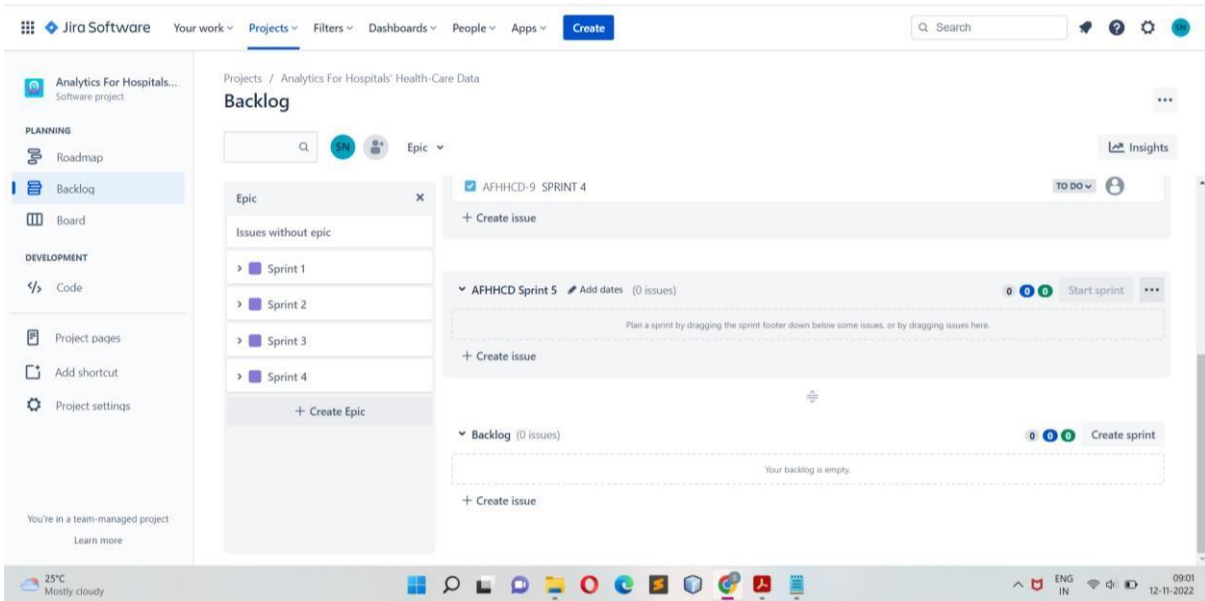 Jira Software Your work Projects Filters Dashboards People Apps Create Search SN
Analytics For Hospitals...
Software project
PLANNING
Roadmap
Backlog
Board
DEVELOPMENT
Code
Project pages
Add shortcut
Project settings
You're in a team-managed project
Learn more
Projects / Analytics For Hospitals' Health-Care Data
Backlog
SN Epic Insights
Epic
Issues without epic
Sprint 1
Sprint 2
Sprint 3
Sprint 4
+ Create Epic
AFHHCD-9 SPRINT 4 TO DO
+ Create issue
AFHHCD Sprint 5 Add dates (0 issues) 0 0 0 Start sprint
Plan a sprint by dragging the sprint footer down below some issues, or by dragging issues here.
+ Create issue
Backlog (0 issues) 0 0 0 Create sprint
Your backlog is empty.
+ Create issue
25°C
Mostly cloudy
ENG
IN
09:01
12-11-2022